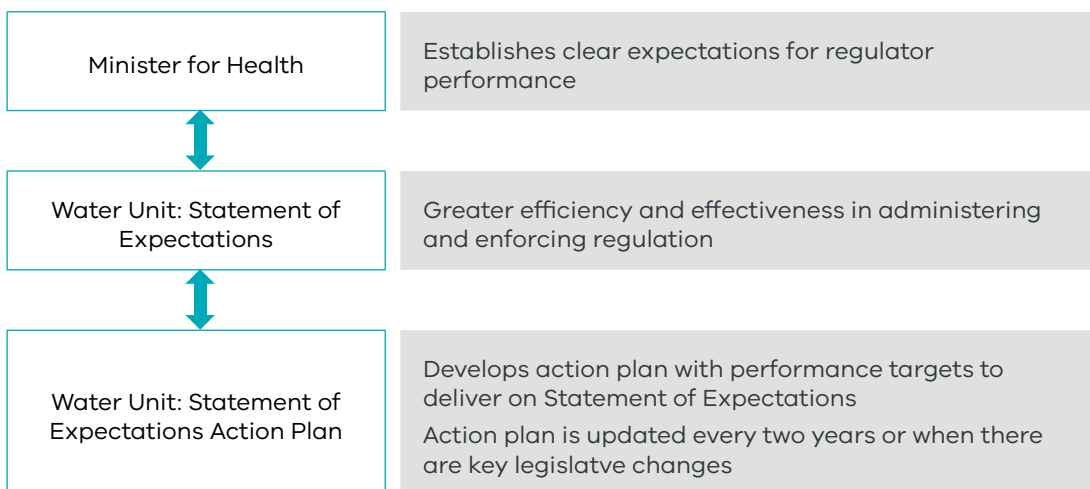 Minister for Health
Establishes clear expectations for regulator
performance
Water Unit: Statement of
Expectations
Greater efficiency and effectiveness in administering
and enforcing regulation
Water Unit: Statement of
Expectations Action Plan
Develops action plan with performance targets to
deliver on Statement of Expectations
Action plan is updated every two years or when there
are key legislatve changes